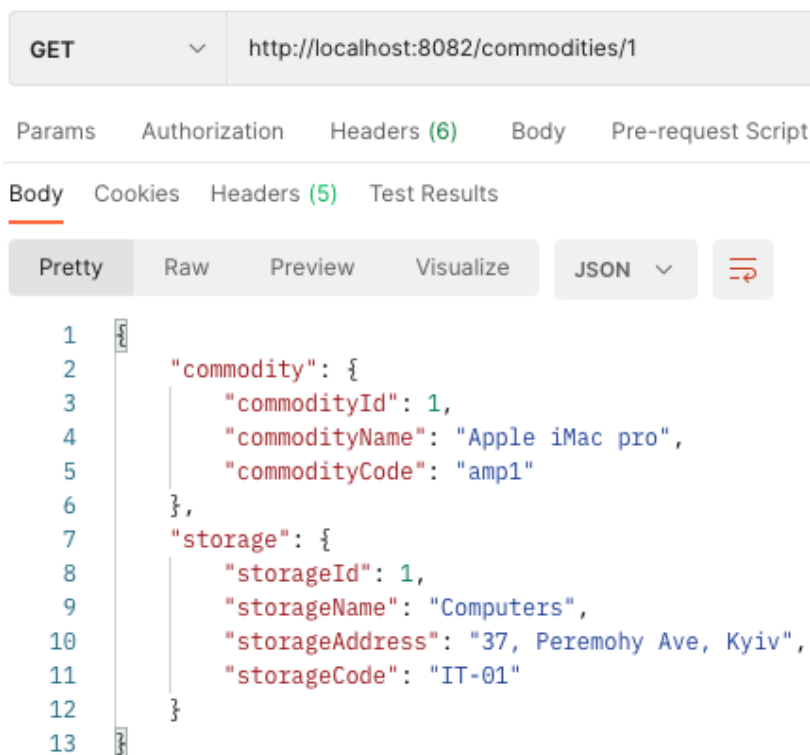 GET http://localhost:8082/commodities/1
Params Authorization Headers (6) Body Pre-request Script
Body Cookies Headers (5) Test Results
Pretty Raw Preview Visualize JSON
1 {
2 "commodity": {
3 "commodityId": 1,
4 "commodityName": "Apple iMac pro",
5 "commodityCode": "amp1"
6 },
7 "storage": {
8 "storageId": 1,
9 "storageName": "Computers",
10 "storageAddress": "37, Peremohy Ave, Kyiv",
11 "storageCode": "IT-01"
12 }
13 }